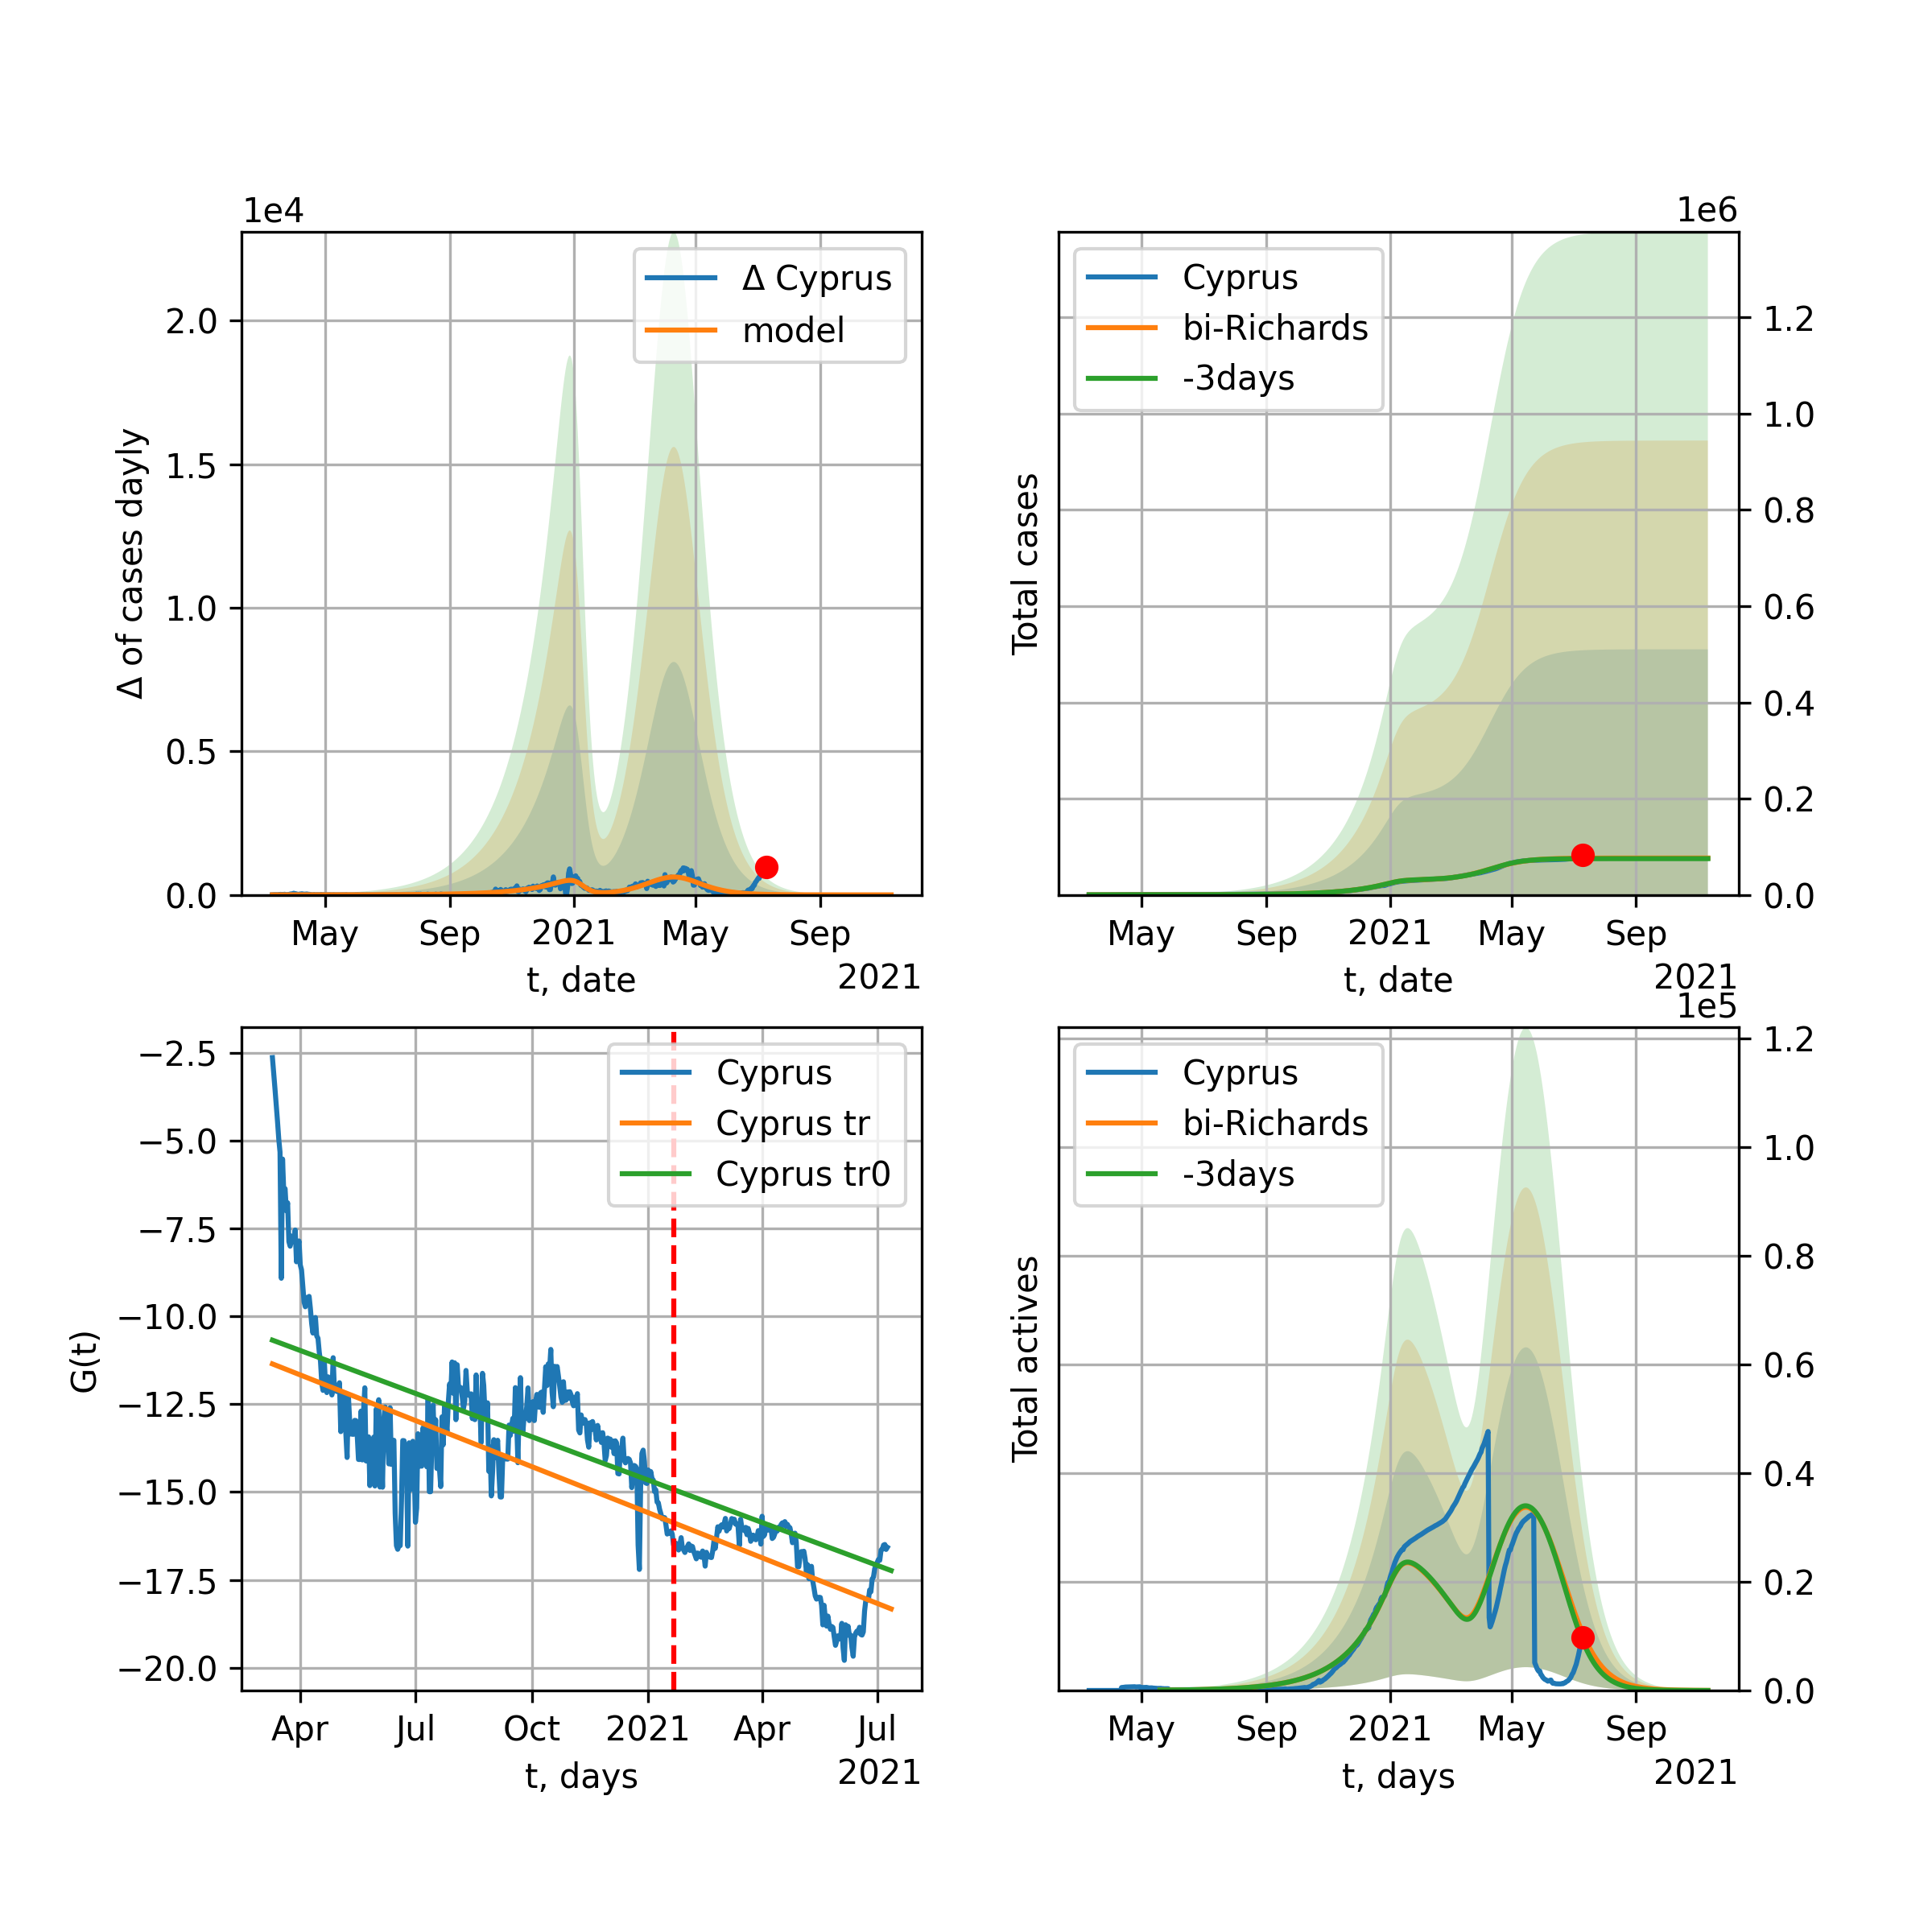 1e4
Δ of cases dayly
2.0
1.5
1.0
0.5
0.0
Δ Cyprus
model
May Sep 2021 May Sep
t, date
2021
1e6
Total cases
Cyprus
bi-Richards
-3days
1.2
1.0
0.8
0.6
0.4
0.2
0.0
May Sep 2021 May Sep
t, date
2021
G(t)
−2.5
−5.0
−7.5
−10.0
−12.5
−15.0
−17.5
−20.0
Cyprus
Cyprus tr
Cyprus tr0
Apr Jul Oct 2021 Apr Jul
t, days
2021
1e5
Total actives
Cyprus
bi-Richards
-3days
1.2
1.0
0.8
0.6
0.4
0.2
0.0
May Sep 2021 May Sep
t, days
2021